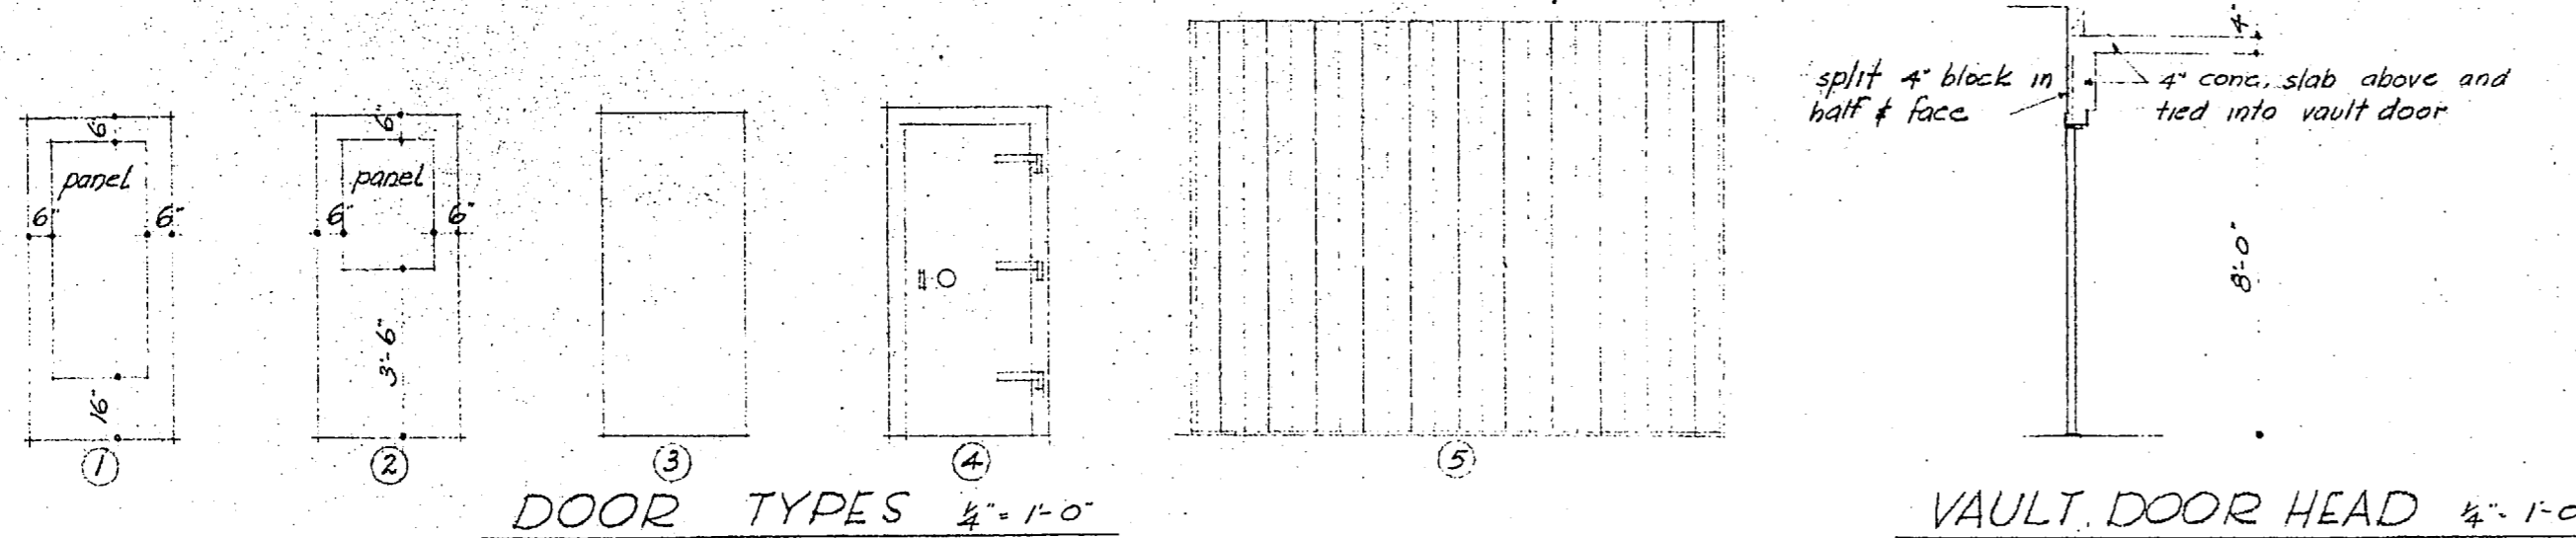 6"
panel
6" 6"
16"
1
6"
panel
6" 6"
3'-6"
2
3
4
5
DOOR TYPES ¼" = 1'-0"
4"
split 4" block in
half & face
4" conc. slab above and
tied into vault door
8'-0"
VAULT DOOR HEAD ¼" = 1'-0